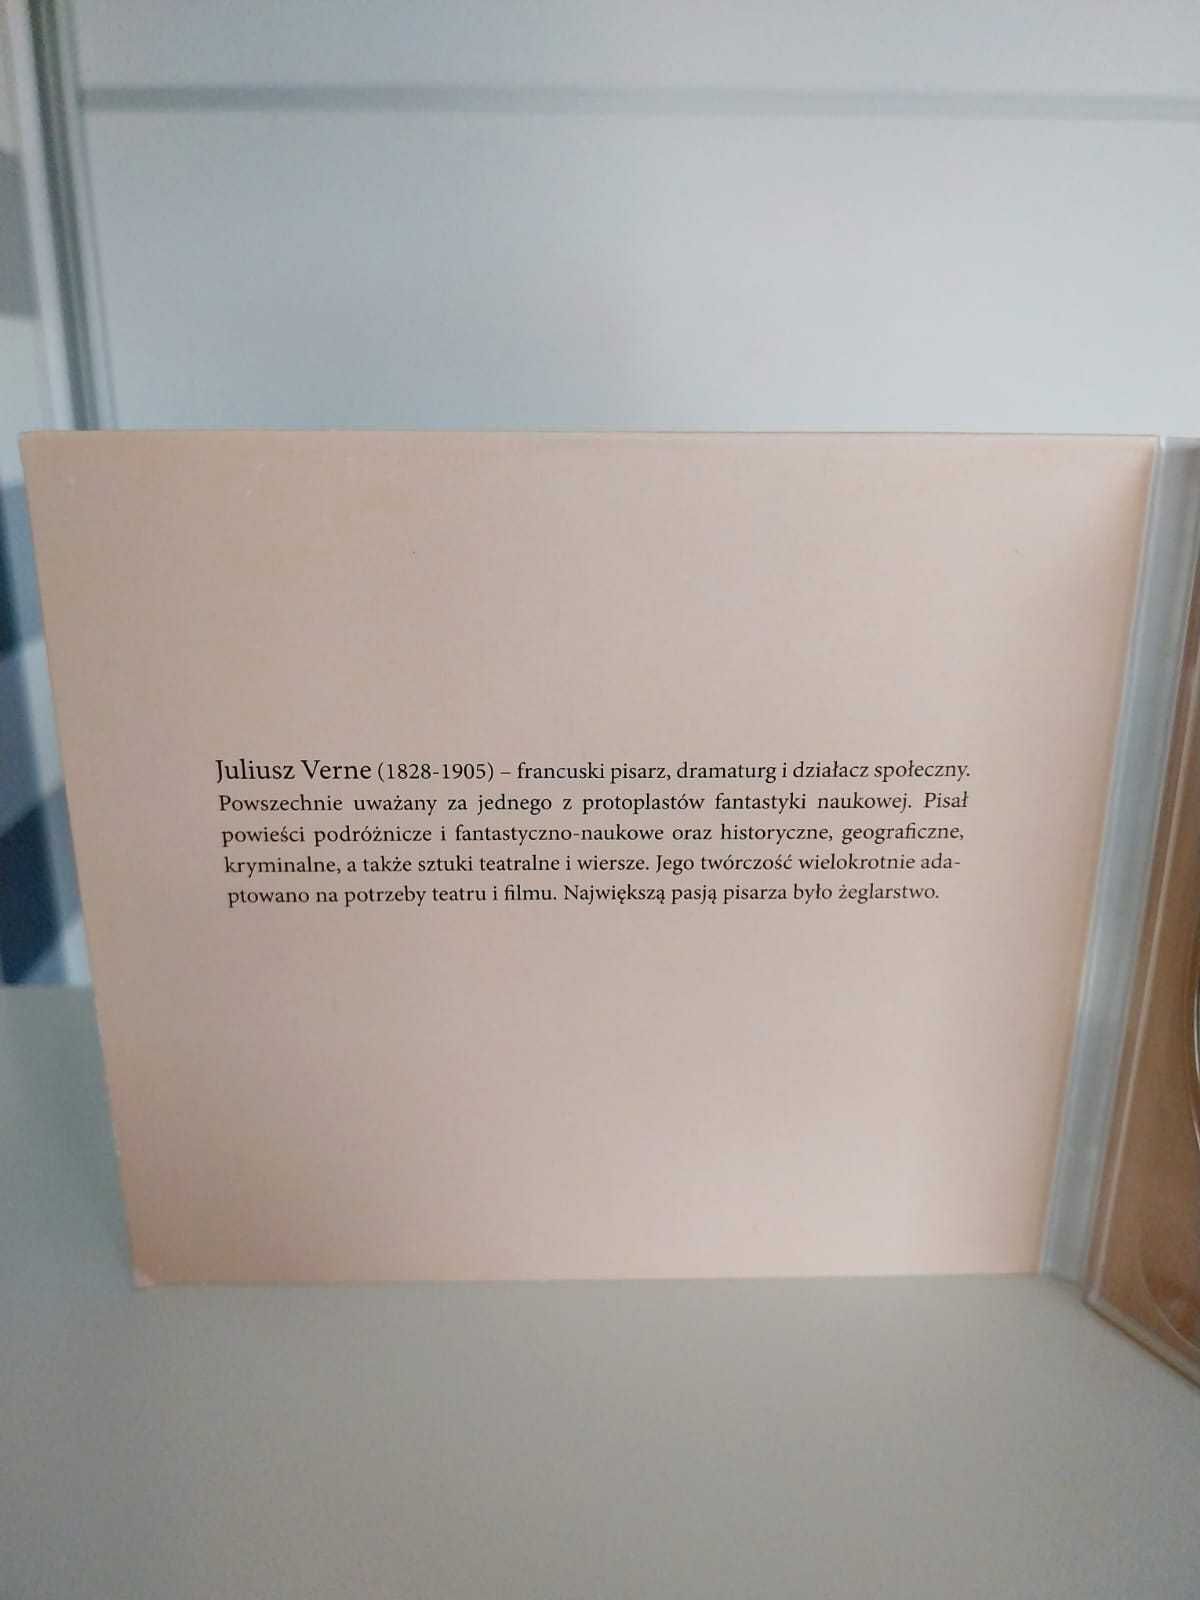 Juliusz Verne (1828-1905) – francuski pisarz, dramaturg i działacz społeczny.
Powszechnie uważany za jednego z protoplastów fantastyki naukowej. Pisał
powieści podróżnicze i fantastyczno-naukowe oraz historyczne, geograficzne,
kryminalne, a także sztuki teatralne i wiersze. Jego twórczość wielokrotnie ada-
ptowano na potrzeby teatru i filmu. Największą pasją pisarza było żeglarstwo.